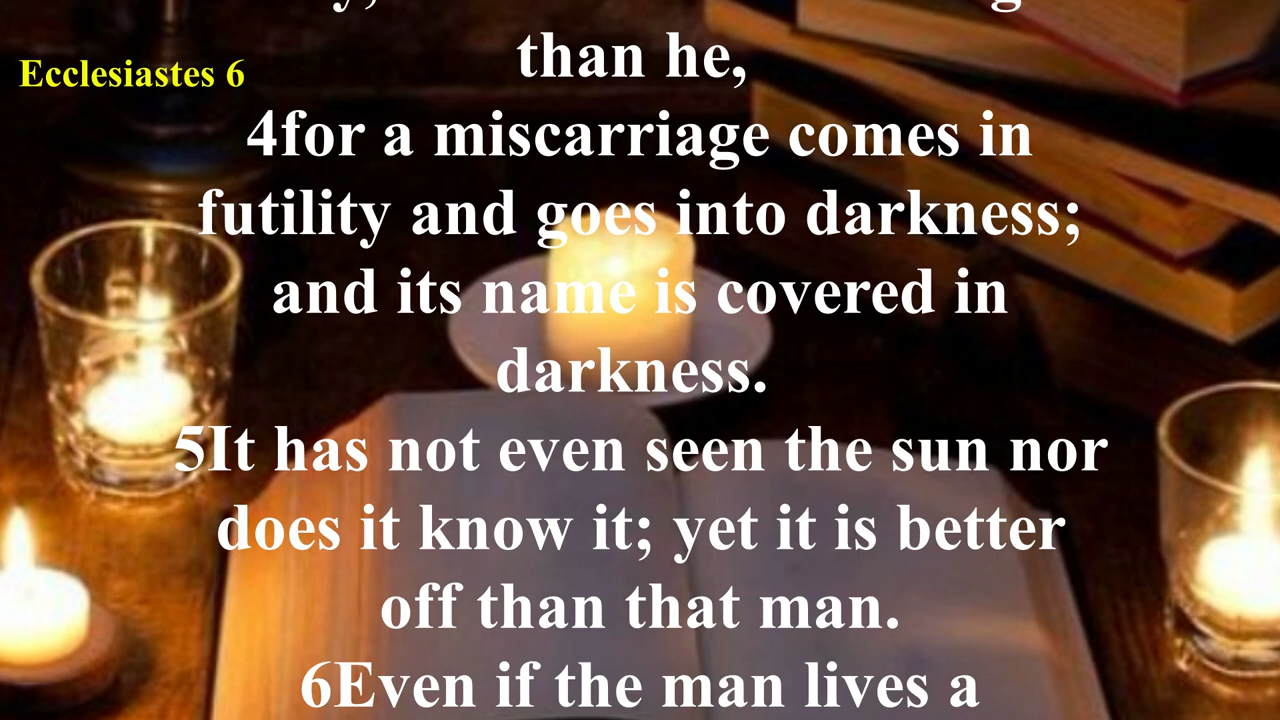 Ecclesiastes 6
than he,
4for a miscarriage comes in
futility and goes into darkness;
and its name is covered in
darkness.
5It has not even seen the sun nor
does it know it; yet it is better
off than that man.
6Even if the man lives a